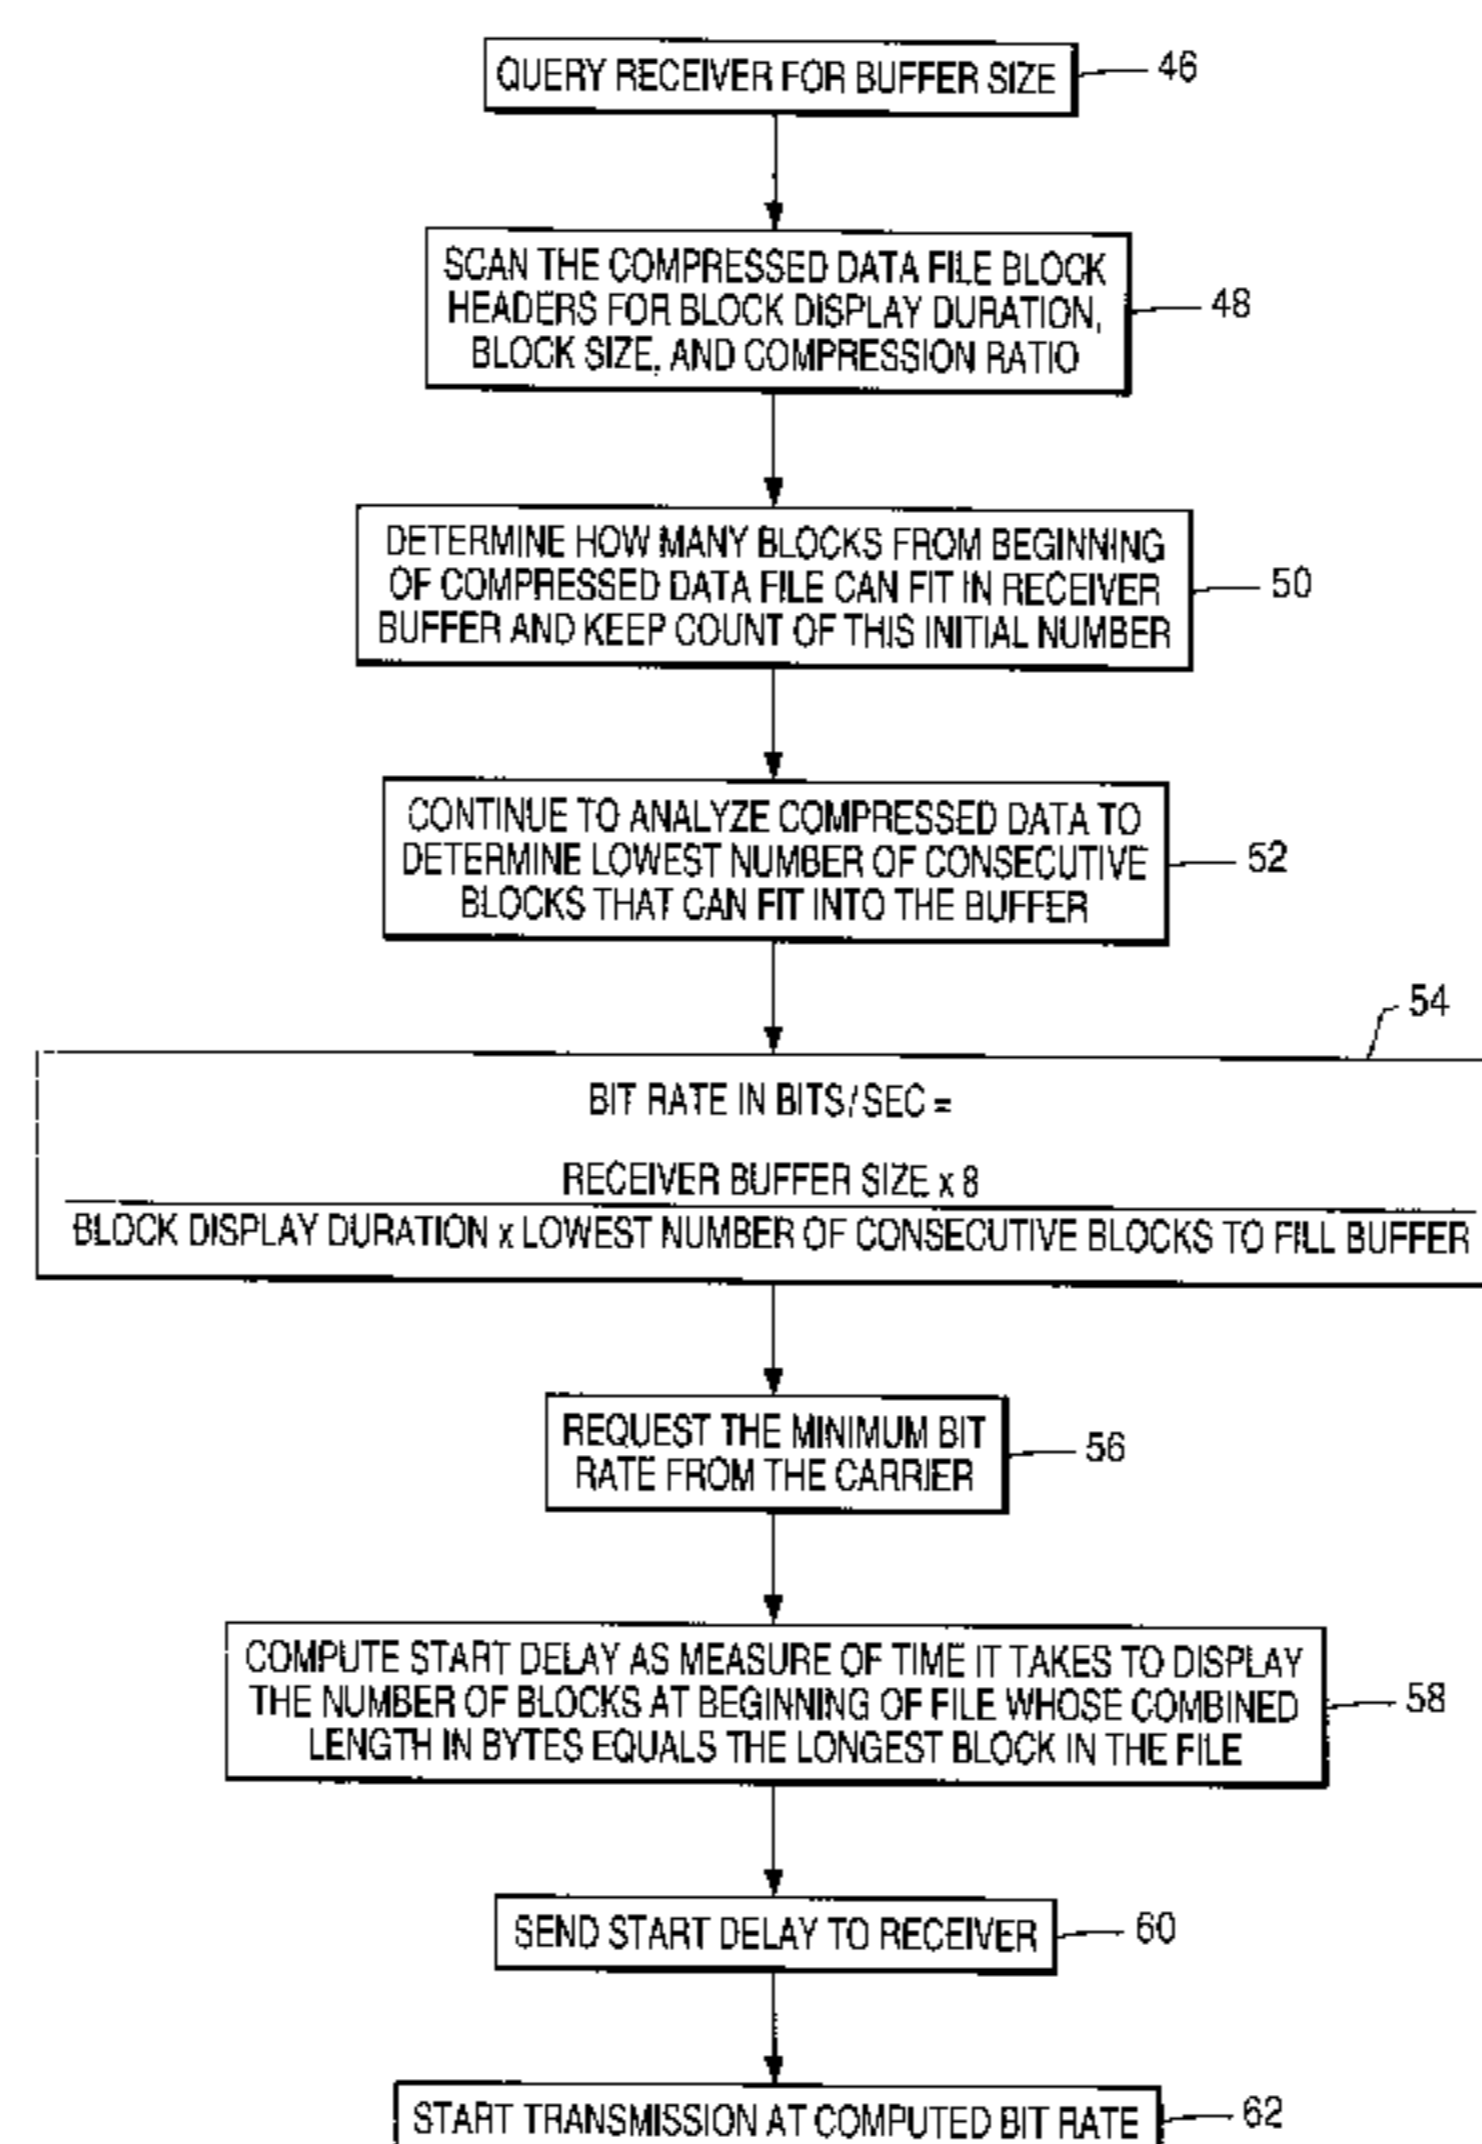 QUERY RECEIVER FOR BUFFER SIZE
46
SCAN THE COMPRESSED DATA FILE BLOCK
HEADERS FOR BLOCK DISPLAY DURATION,
BLOCK SIZE, AND COMPRESSION RATIO
48
DETERMINE HOW MANY BLOCKS FROM BEGINNING
OF COMPRESSED DATA FILE CAN FIT IN RECEIVER
BUFFER AND KEEP COUNT OF THIS INITIAL NUMBER
50
CONTINUE TO ANALYZE COMPRESSED DATA TO
DETERMINE LOWEST NUMBER OF CONSECUTIVE
BLOCKS THAT CAN FIT INTO THE BUFFER
52
54
BIT RATE IN BITS/SEC =
RECEIVER BUFFER SIZE x 8
BLOCK DISPLAY DURATION x LOWEST NUMBER OF CONSECUTIVE BLOCKS TO FILL BUFFER
REQUEST THE MINIMUM BIT
RATE FROM THE CARRIER
56
COMPUTE START DELAY AS MEASURE OF TIME IT TAKES TO DISPLAY
THE NUMBER OF BLOCKS AT BEGINNING OF FILE WHOSE COMBINED
LENGTH IN BYTES EQUALS THE LONGEST BLOCK IN THE FILE
58
SEND START DELAY TO RECEIVER
60
START TRANSMISSION AT COMPUTED BIT RATE
62